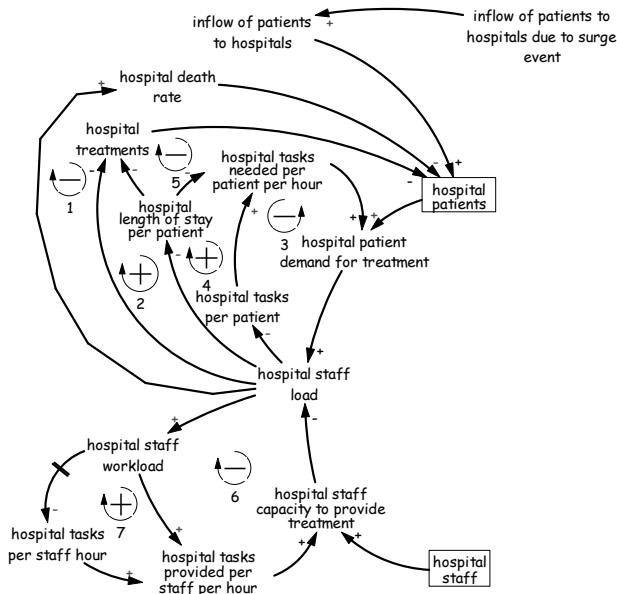 inflow of patients
to hospitals
inflow of patients to
hospitals due to surge
event
+
hospital death
rate
+
hospital
treatments
-
-
-
-
+
-
hospital
patients
1
5
hospital tasks
needed per
patient per hour
-
+
hospital
length of stay
per patient
-
+
+
3
hospital patient
demand for treatment
4
2
hospital tasks
per patient
-
+
hospital staff
load
-
+
hospital staff
workload
6
7
-
hospital tasks
per staff hour
+
+
hospital tasks
provided per
staff per hour
hospital staff
capacity to provide
treatment
+
+
hospital
staff